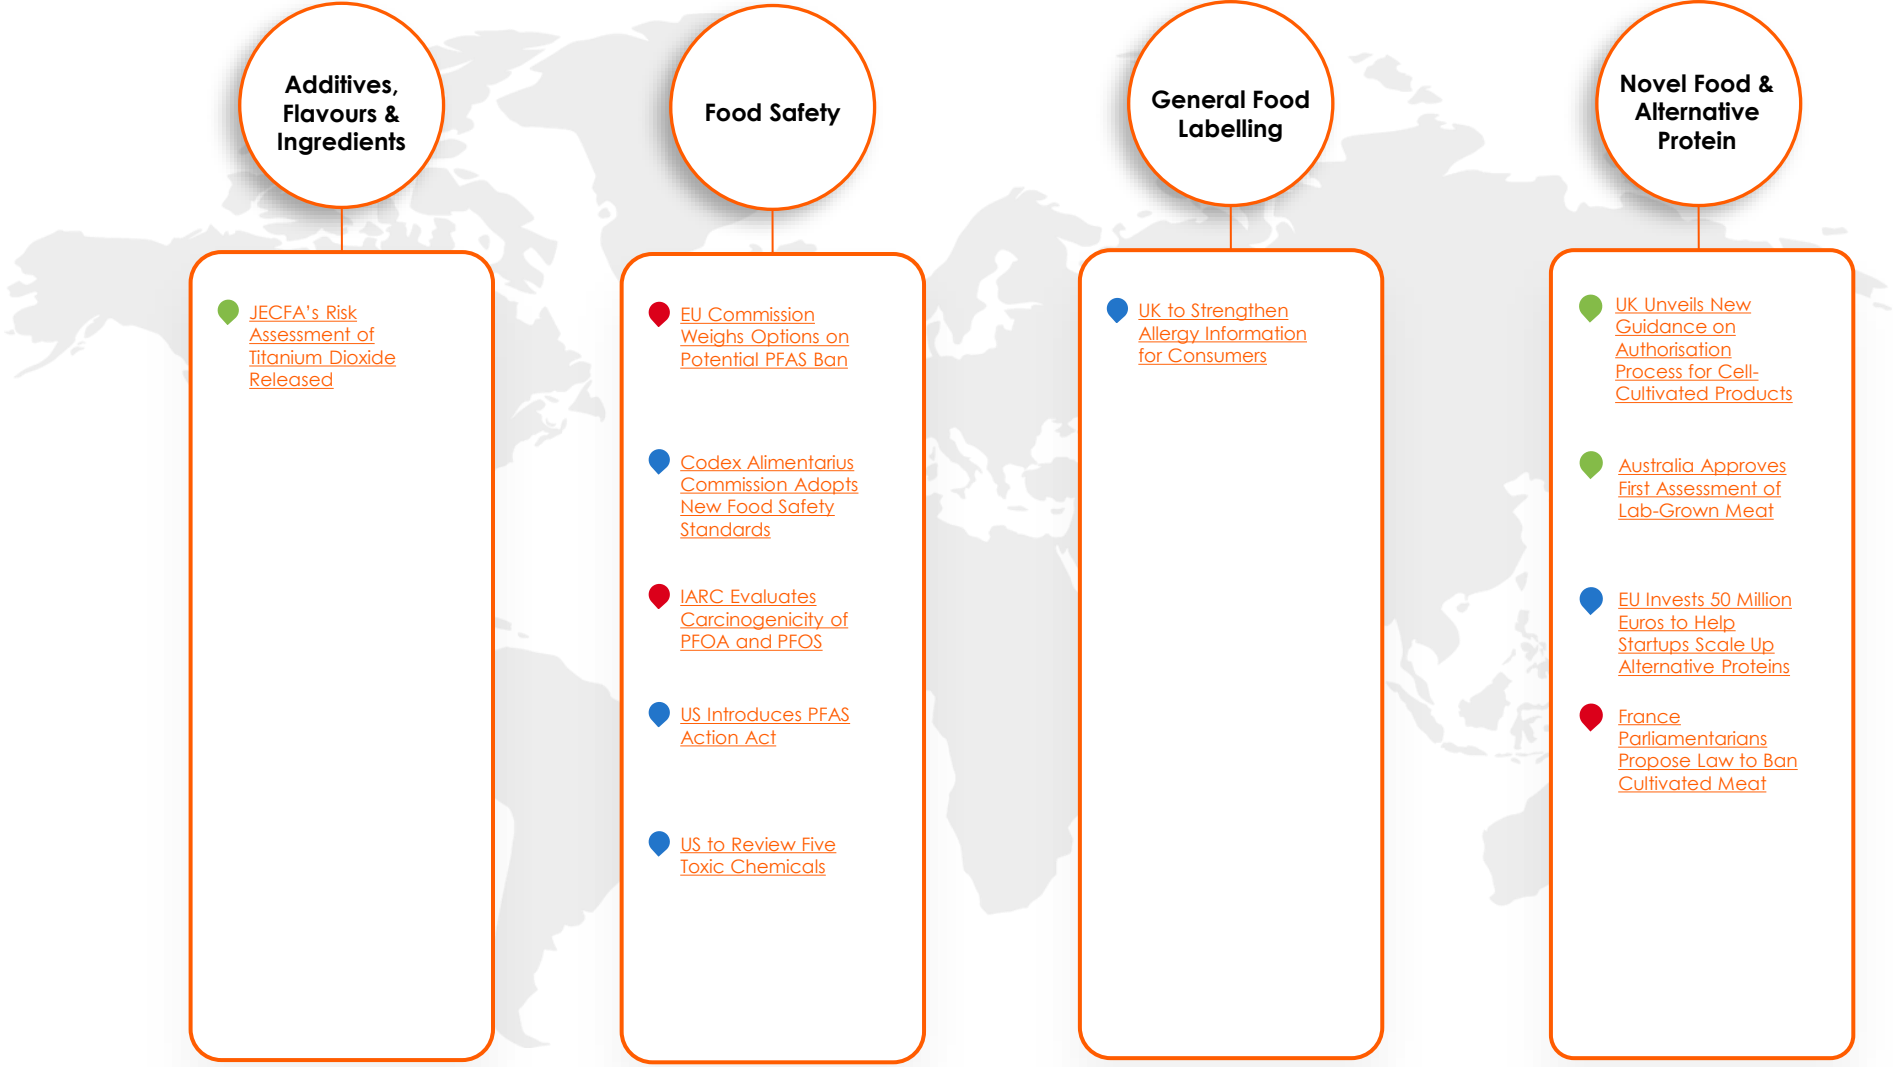 Additives,
Flavours &
Ingredients
JECFA's Risk
Assessment of
Titanium Dioxide
Released
Food Safety
EU Commission
Weighs Options on
Potential PFAS Ban
Codex Alimentarius
Commission Adopts
New Food Safety
Standards
IARC Evaluates
Carcinogenicity of
PFOA and PFOS
US Introduces PFAS
Action Act
US to Review Five
Toxic Chemicals
General Food
Labelling
UK to Strengthen
Allergy Information
for Consumers
Novel Food &
Alternative
Protein
UK Unveils New
Guidance on
Authorisation
Process for Cell-
Cultivated Products
Australia Approves
First Assessment of
Lab-Grown Meat
EU Invests 50 Million
Euros to Help
Startups Scale Up
Alternative Proteins
France
Parliamentarians
Propose Law to Ban
Cultivated Meat